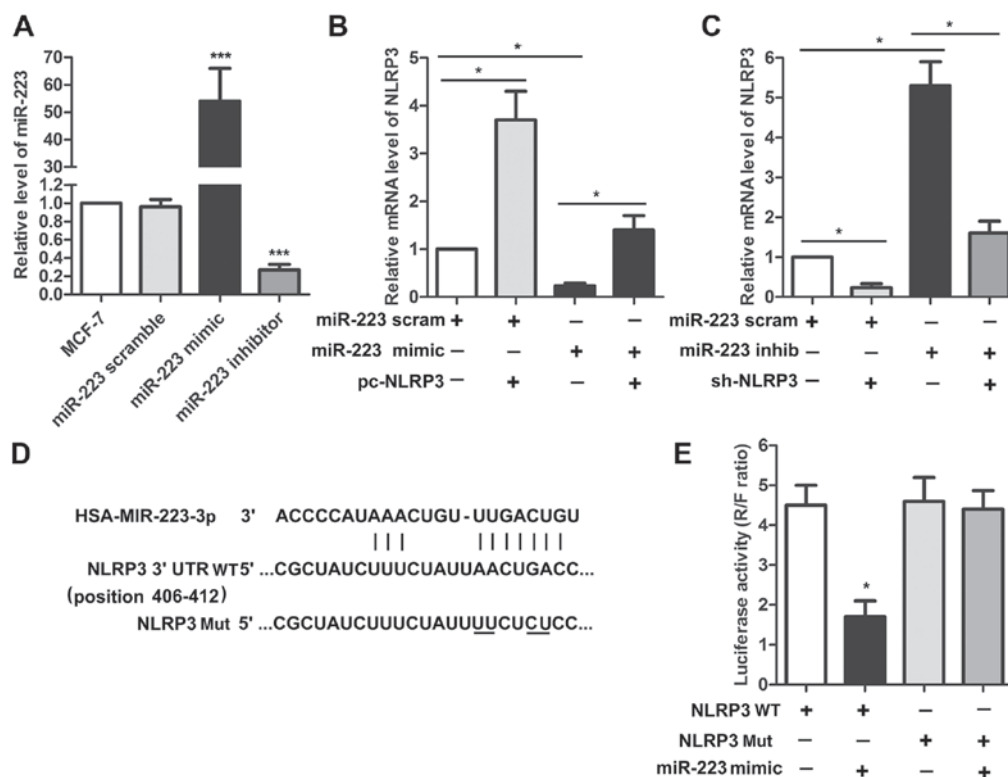 A
Relative level of miR-223
70
60
50
40
30
1.2
1.0
0.8
0.6
0.4
0.2
0.0
***
***
MCF-7
miR-223 scramble
miR-223 mimic
miR-223 inhibitor
B
Relative mRNA level of NLRP3
5
4
3
2
1
0
*
*
*
miR-223 scram + + – –
miR-223 mimic – – + +
pc-NLRP3 – + – +
C
Relative mRNA level of NLRP3
6
4
2
0
*
*
*
miR-223 scram + + – –
miR-223 inhib – – + +
sh-NLRP3 – + – +
D
HSA-MIR-223-3p 3' ACCCCAUAAACUGU-UUGACUGU
NLRP3 3' UTR WT 5' ...CGCUAUCUUUCUAUUAACUGACC...
(position 406-412)
NLRP3 Mut 5' ...CGCUAUCUUUCUAUUUUCUCUCC...
E
Luciferase activity (R/F ratio)
6
5
4
3
2
1
0
*
NLRP3 WT + + – –
NLRP3 Mut – – + +
miR-223 mimic – + – +